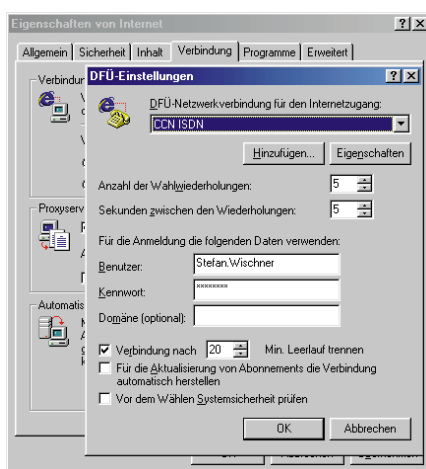 Eigenschaften von Internet
Allgemein Sicherheit Inhalt Verbindung Programme Erweitert
Verbindur
DFÜ-Einstellungen
DFÜ-Netzwerkverbindung für den Internetzugang:
CCN ISDN
Hinzufügen... Eigenschaften
Anzahl der Wahlwiederholungen: 5
Proxyserv
Sekunden zwischen den Wiederholungen: 5
Für die Anmeldung die folgenden Daten verwenden:
Benutzer: Stefan.Wischner
Kennwort: ********
Domäne (optional):
Automatis
Verbindung nach 20 Min. Leerlauf trennen
Für die Aktualisierung von Abonnements die Verbindung
automatisch herstellen
Vor dem Wählen Systemsicherheit prüfen
OK Abbrechen